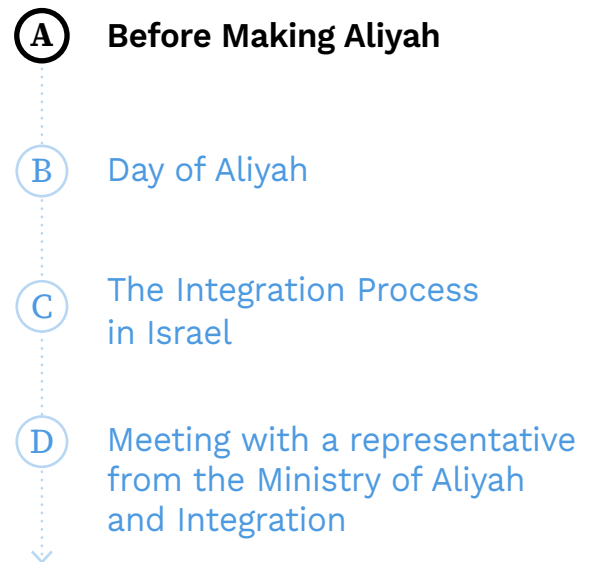 A Before Making Aliyah
B Day of Aliyah
C The Integration Process
in Israel
D Meeting with a representative
from the Ministry of Aliyah
and Integration